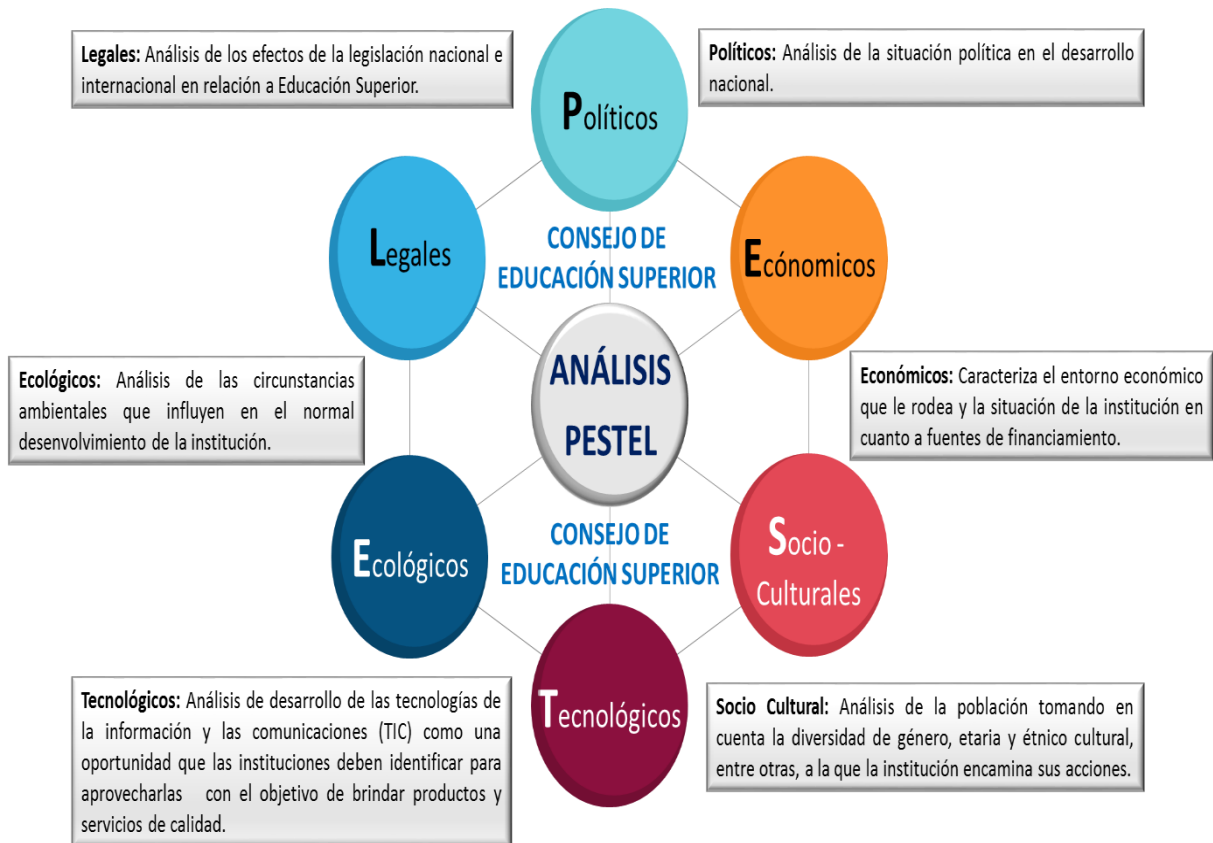 Legales: Análisis de los efectos de la legislación nacional e
internacional en relación a Educación Superior.
Políticos: Análisis de la situación política en el desarrollo
nacional.
Políticos
Legales
Ecónomicos
CONSEJO DE
EDUCACIÓN SUPERIOR
ANÁLISIS
PESTEL
Ecológicos: Análisis de las circunstancias
ambientales que influyen en el normal
desenvolvimiento de la institución.
Económicos: Caracteriza el entorno económico
que le rodea y la situación de la institución en
cuanto a fuentes de financiamiento.
CONSEJO DE
EDUCACIÓN SUPERIOR
Ecológicos
Socio -
Culturales
Tecnológicos
Tecnológicos: Análisis de desarrollo de las tecnologías de
la información y las comunicaciones (TIC) como una
oportunidad que las instituciones deben identificar para
aprovecharlas con el objetivo de brindar productos y
servicios de calidad.
Socio Cultural: Análisis de la población tomando en
cuenta la diversidad de género, etaria y étnico cultural,
entre otras, a la que la institución encamina sus acciones.